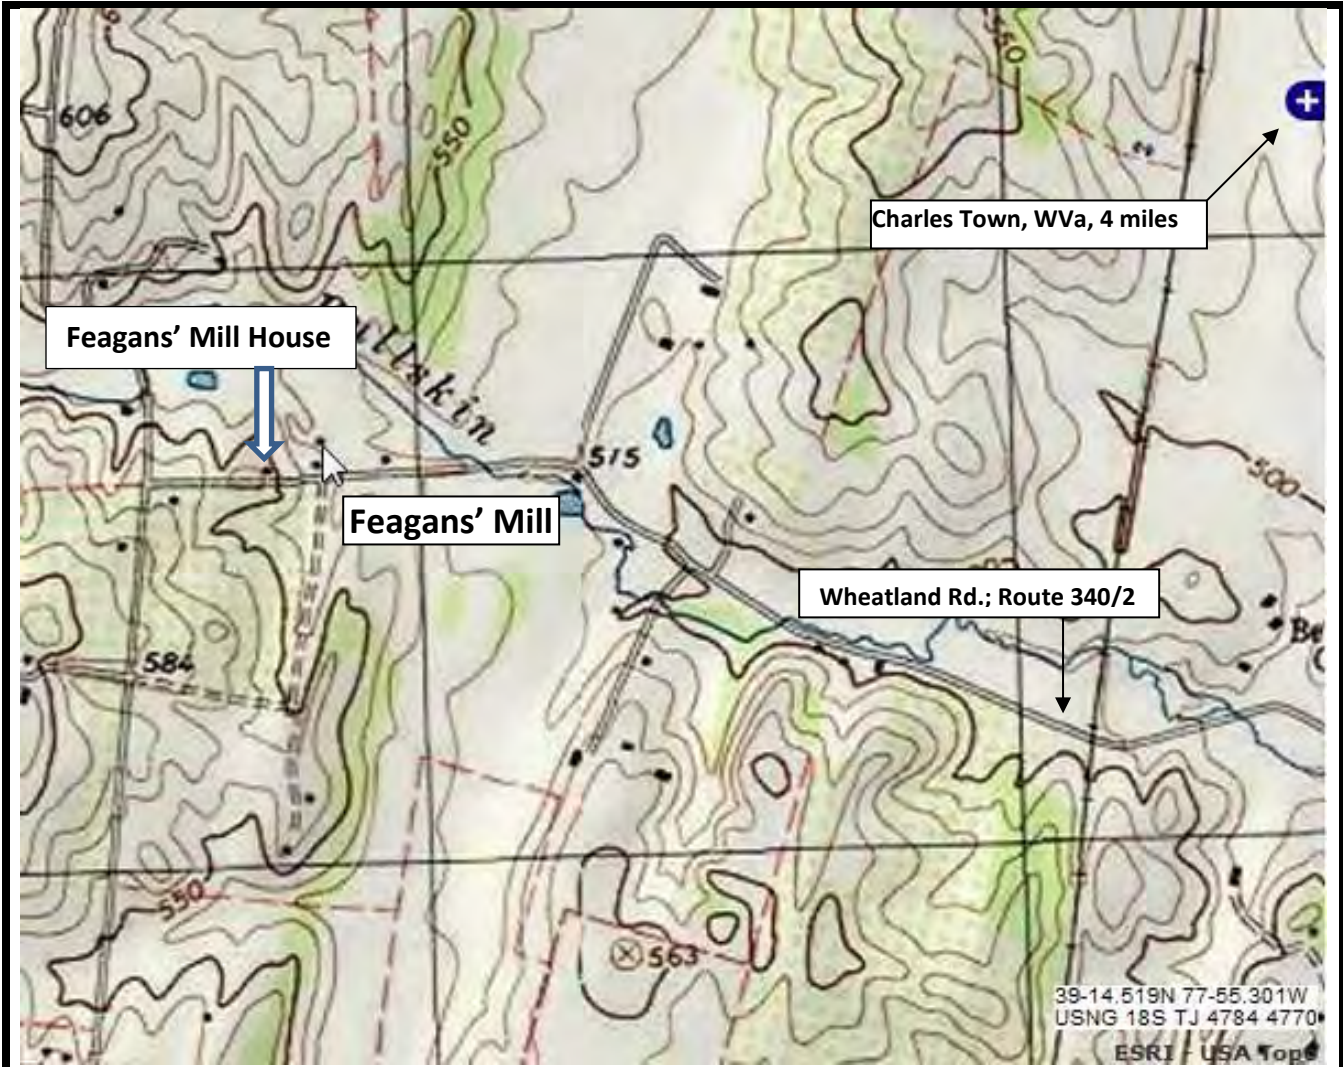 606
550
550
Charles Town, WVa, 4 miles
Feagans' Mill House
Bullskin
515
500
Feagans' Mill
Wheatland Rd.; Route 340/2
584
550
563
39-14.519N 77-55.301W
USNG 18S TJ 4784 4770
ESRI - USA Topo